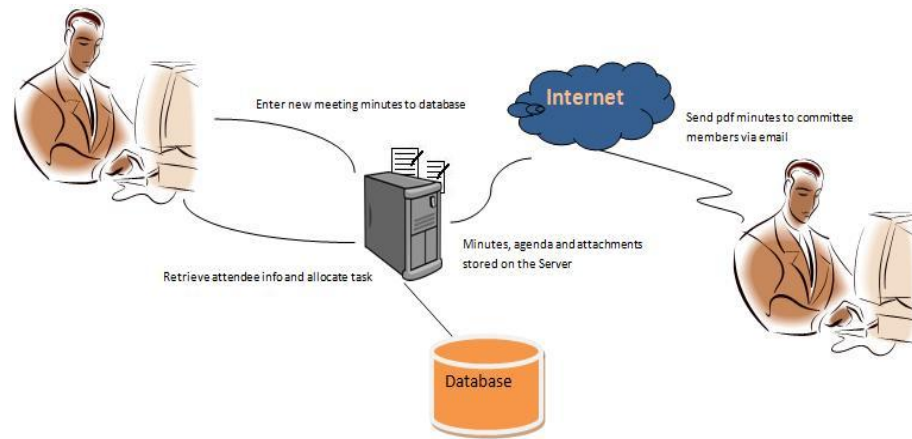 Enter new meeting minutes to database
Internet
Send pdf minutes to committee
members via email
Minutes, agenda and attachments
stored on the Server
Retrieve attendee info and allocate task
Database